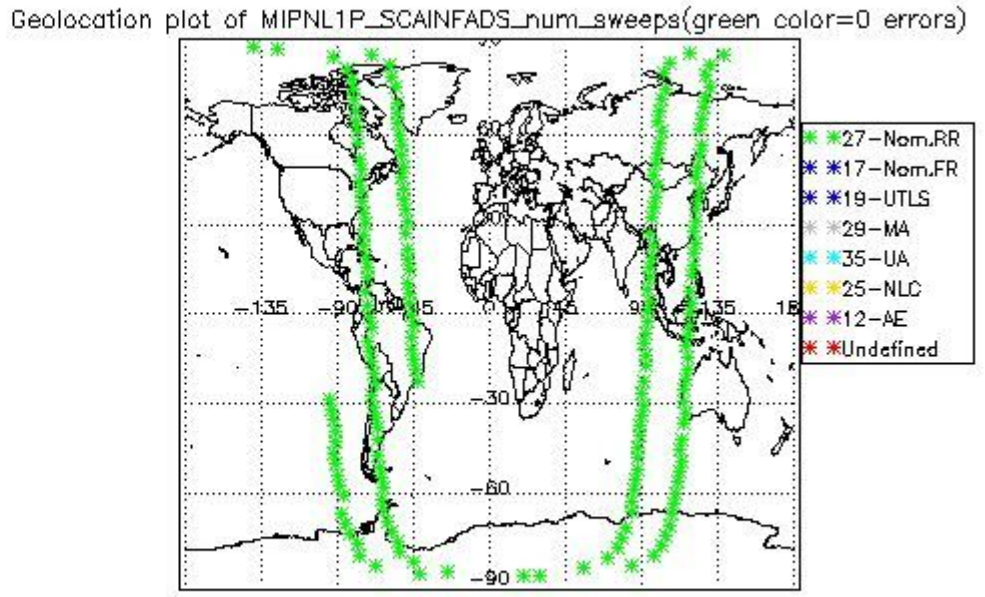 Geolocation plot of MIPNL1P_SCAINFADS_num_sweeps(green color=0 errors)
60
-135 -90 45 0 45 135
-30
-60
-90
27-Nom.RR
17-Nom.FR
19-UTLS
29-MA
35-UA
25-NLC
12-AE
Undefined